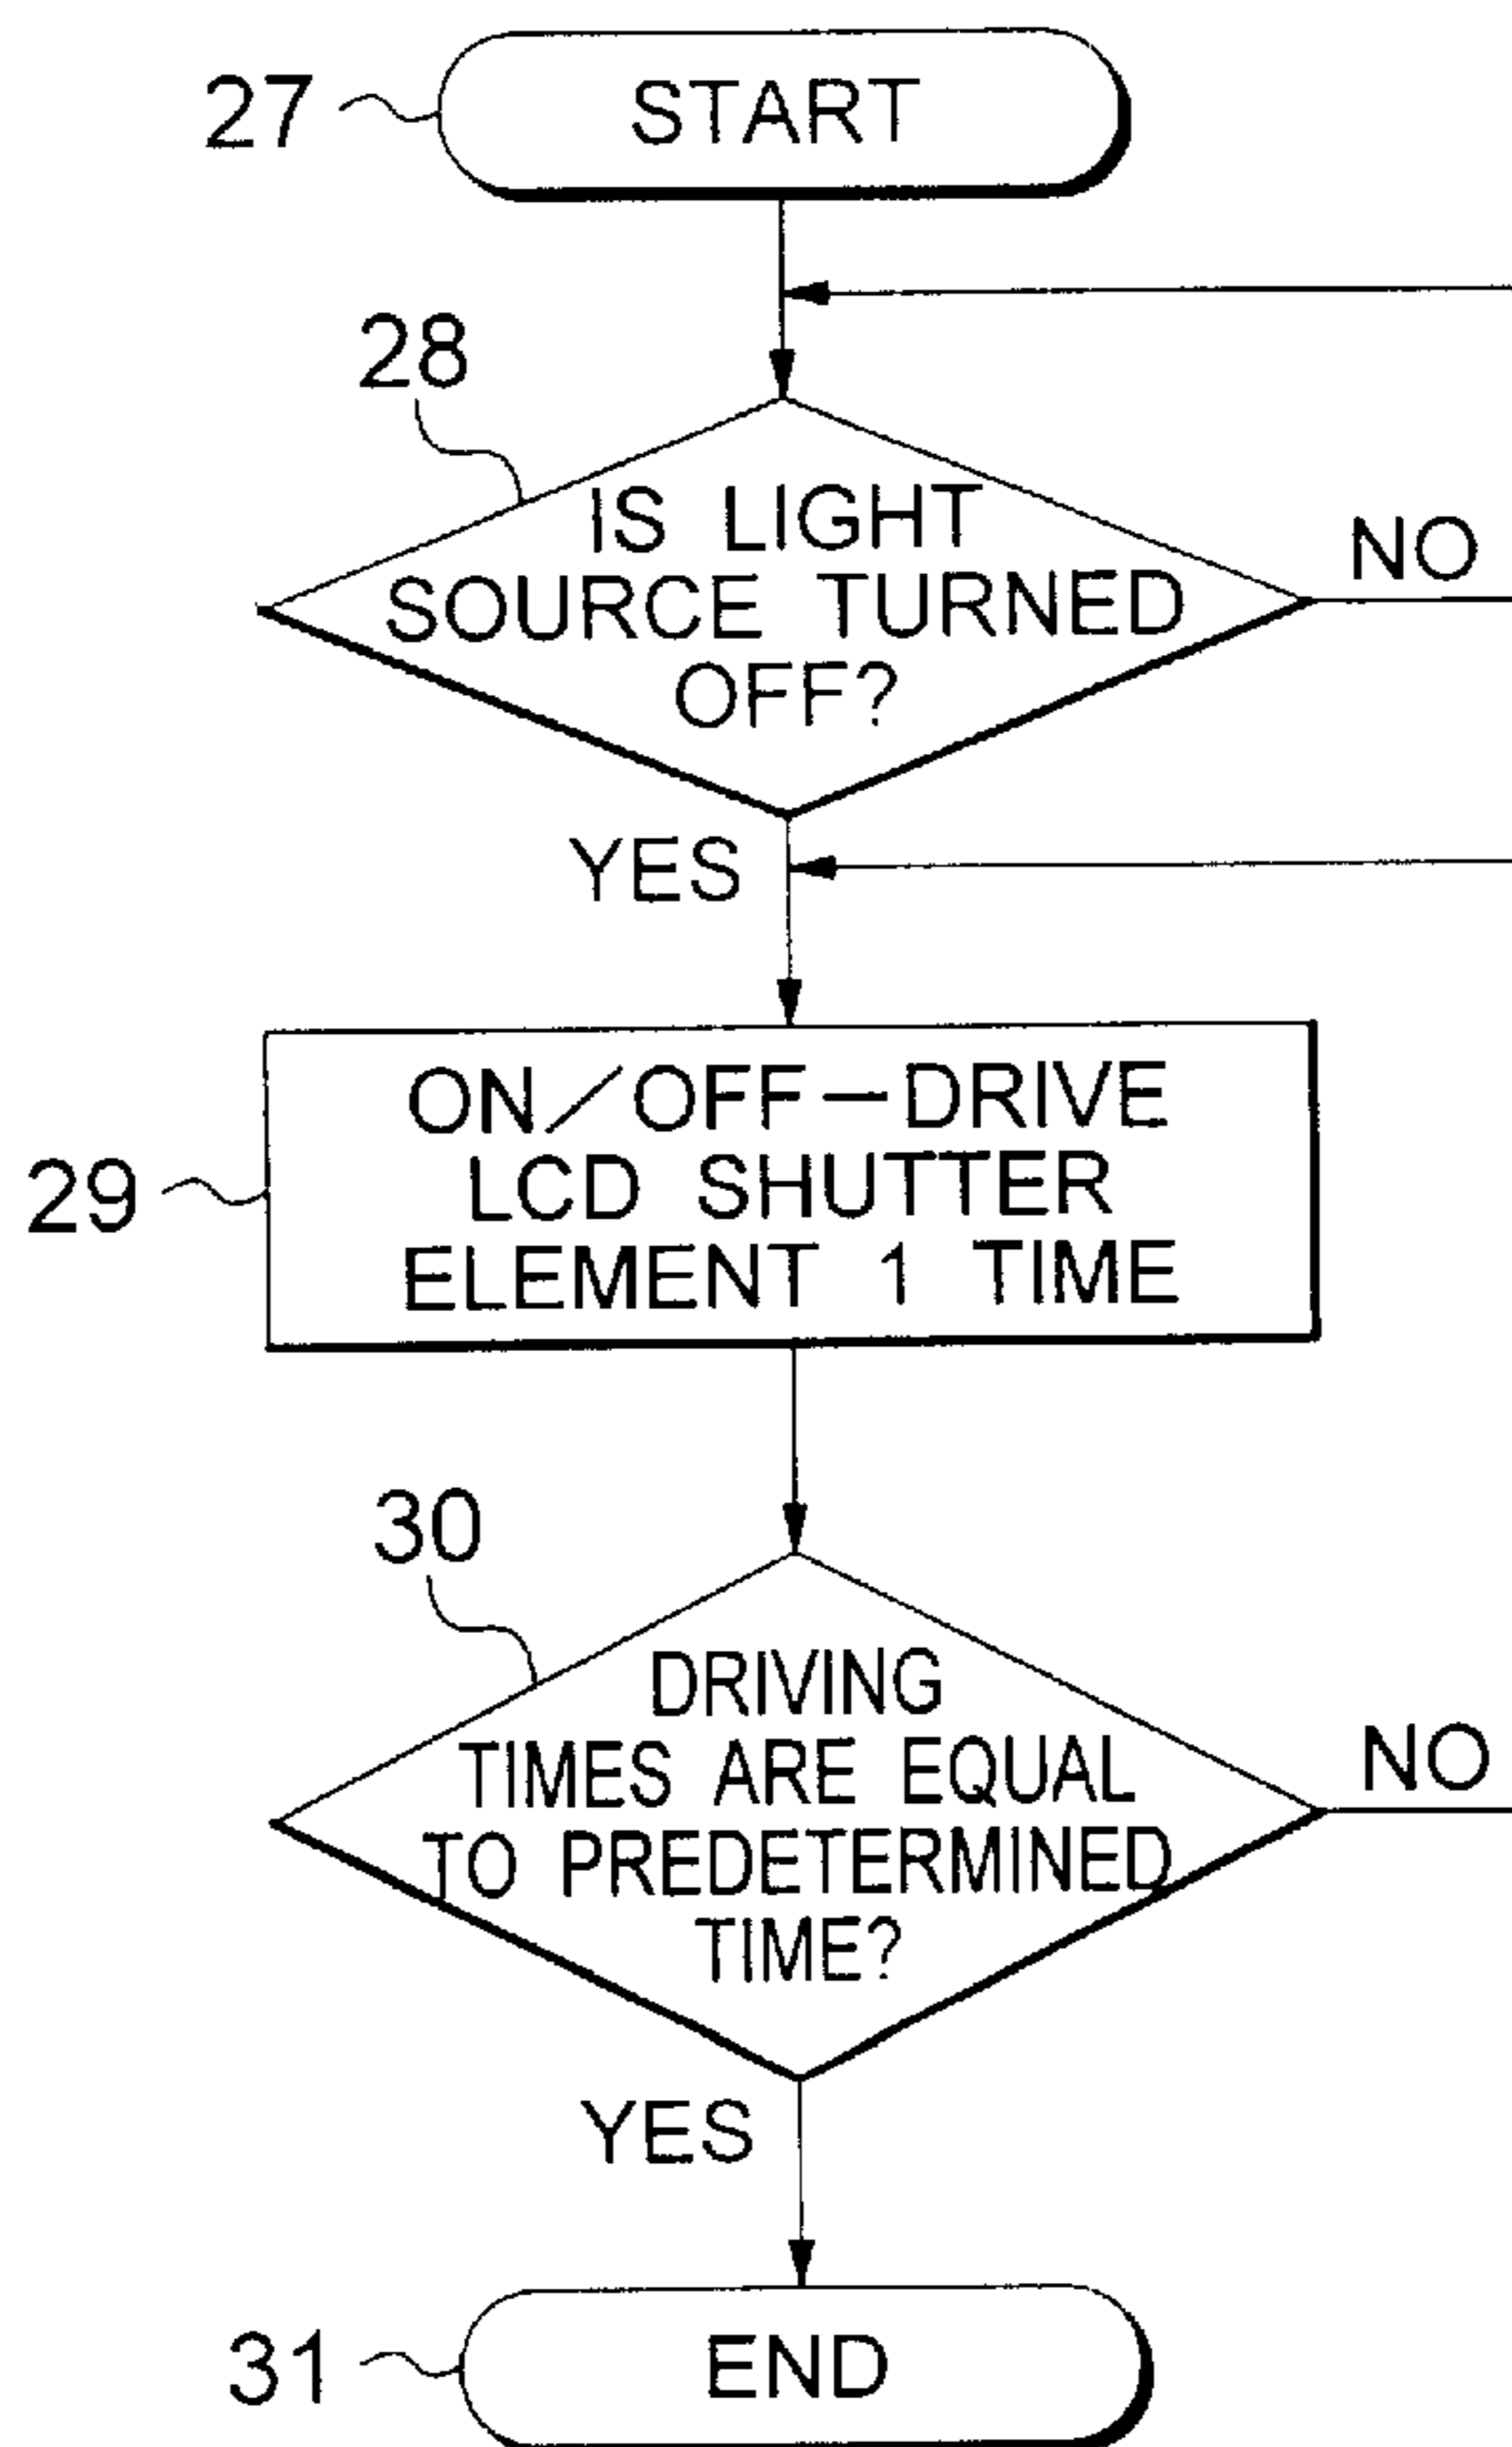 27
START
28
IS LIGHT
SOURCE TURNED
OFF?
NO
YES
29
ON/OFF-DRIVE
LCD SHUTTER
ELEMENT 1 TIME
30
DRIVING
TIMES ARE EQUAL
TO PREDETERMINED
TIME?
NO
YES
31
END